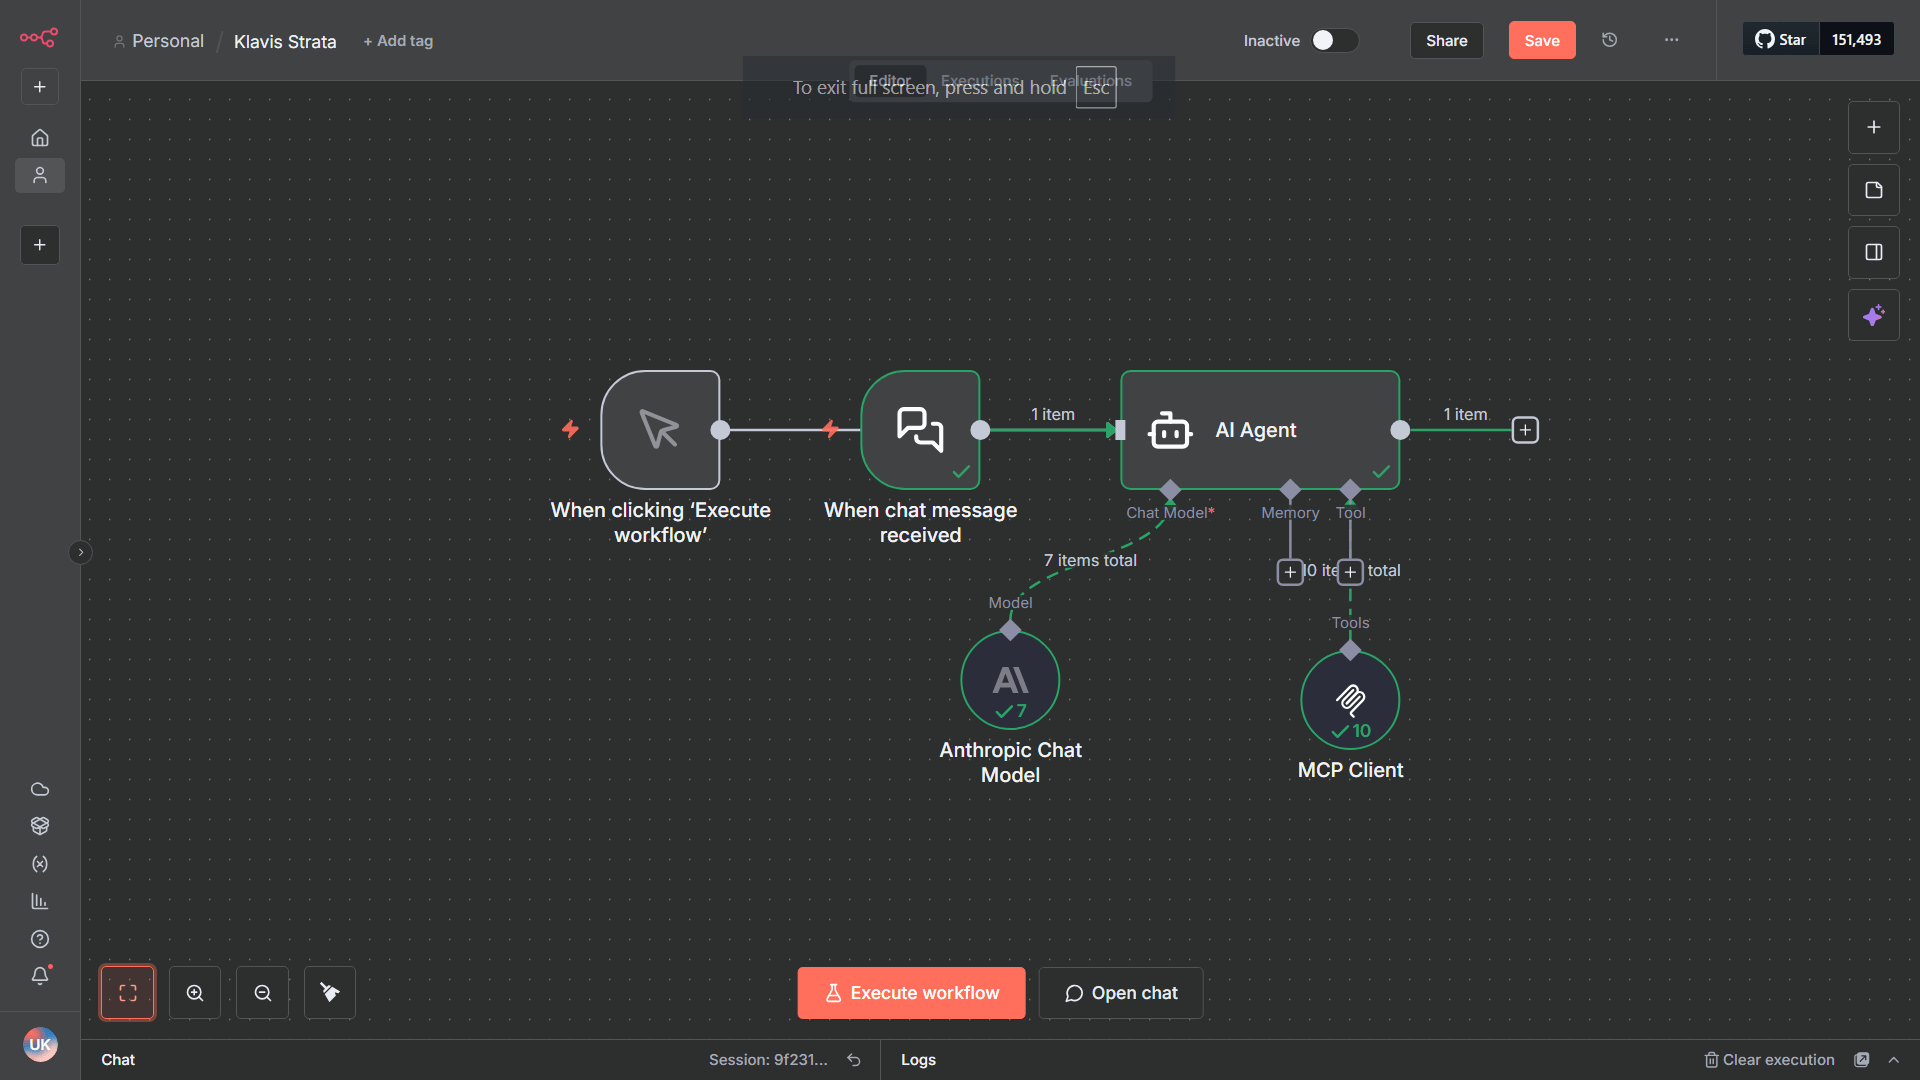 Personal / Klavis Strata + Add tag
Inactive
Share
Save
Star 151,493
Editor Executions Evaluations
To exit full screen, press and hold Esc
1 item
AI Agent
1 item
When clicking ‘Execute
workflow’
When chat message
received
Chat Model*
Memory
Tool
7 items total
10 ite total
Model
Tools
7
10
Anthropic Chat
Model
MCP Client
Execute workflow
Open chat
UK
Chat
Session: 9f231...
Logs
Clear execution